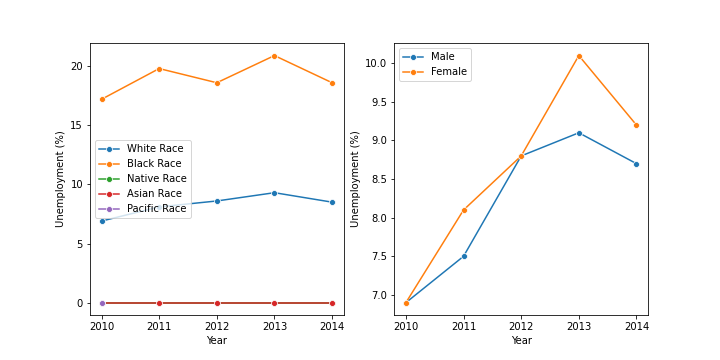 Unemployment (%)
20
15
10
5
0
White Race
Black Race
Native Race
Asian Race
Pacific Race
2010 2011 2012 2013 2014
Year
Unemployment (%)
10.0
9.5
9.0
8.5
8.0
7.5
7.0
Male
Female
2010 2011 2012 2013 2014
Year